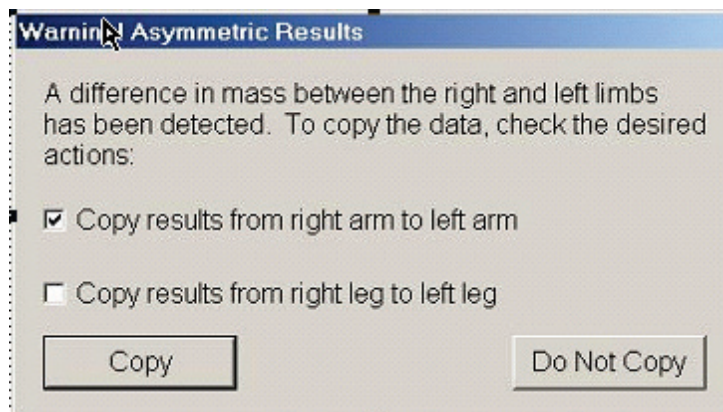 Warning! Asymmetric Results
A difference in mass between the right and left limbs
has been detected. To copy the data, check the desired
actions:
Copy results from right arm to left arm
Copy results from right leg to left leg
Copy
Do Not Copy